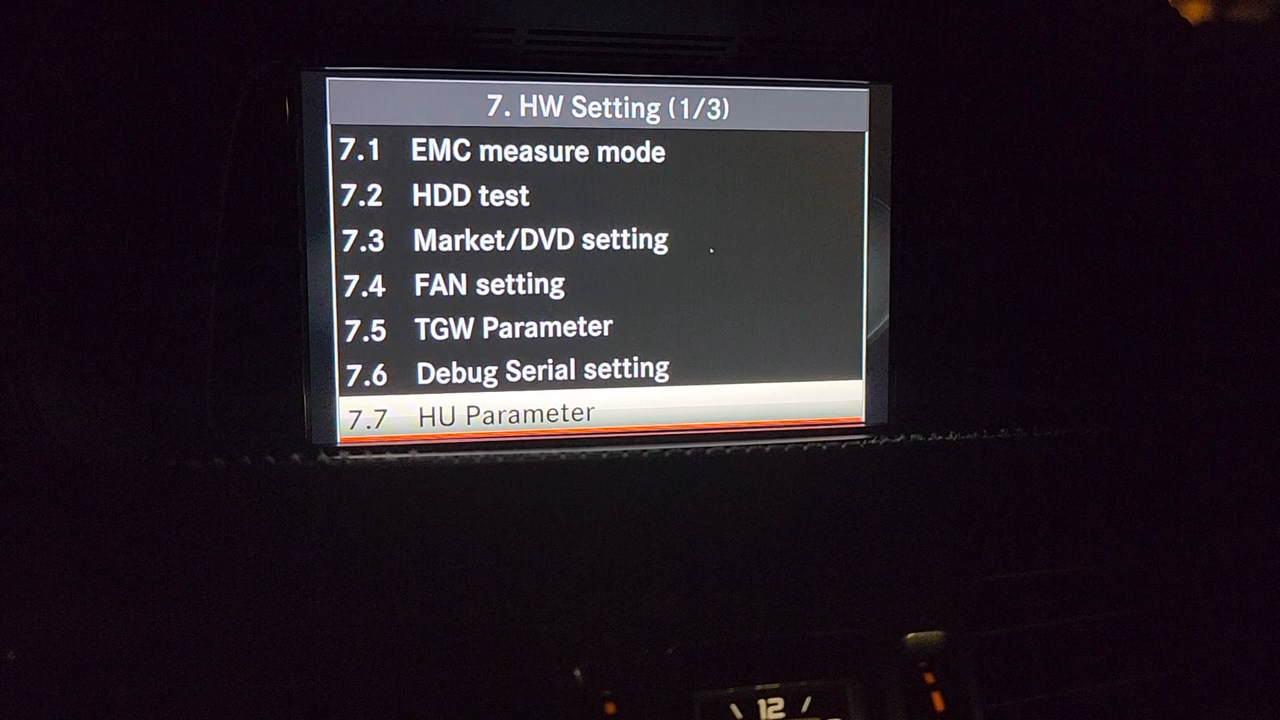 7. HW Setting (1/3)
7.1 EMC measure mode
7.2 HDD test
7.3 Market/DVD setting
7.4 FAN setting
7.5 TGW Parameter
7.6 Debug Serial setting
7.7 HU Parameter
12